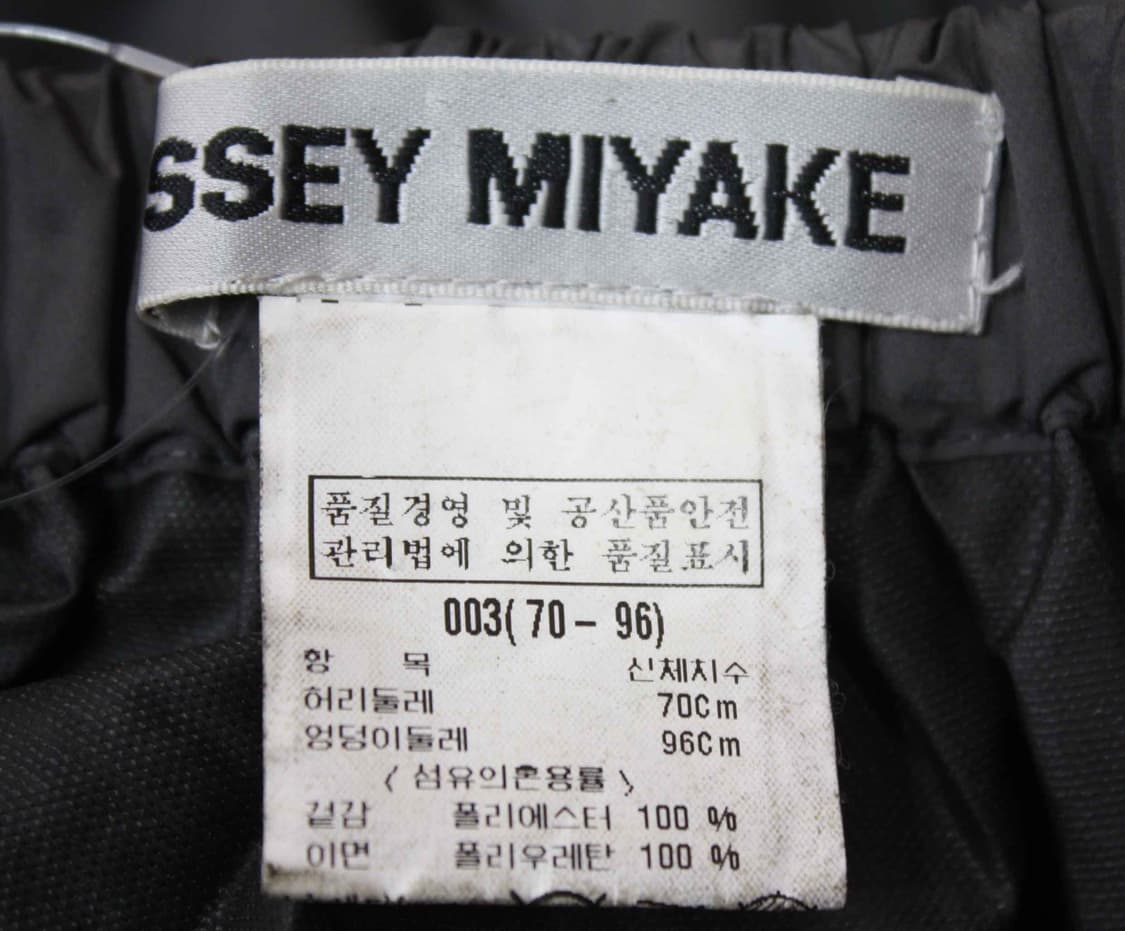 SSEY MIYAKE
품질경영 및 공산품안전
관리법에 의한 품질표시
003( 70 - 96)
항 목 신체치수
허리둘레 70Cm
엉덩이둘레 96Cm
〈 섬유의혼용률 〉
겉감 폴리에스터 100 %
이면 폴리우레탄 100 %